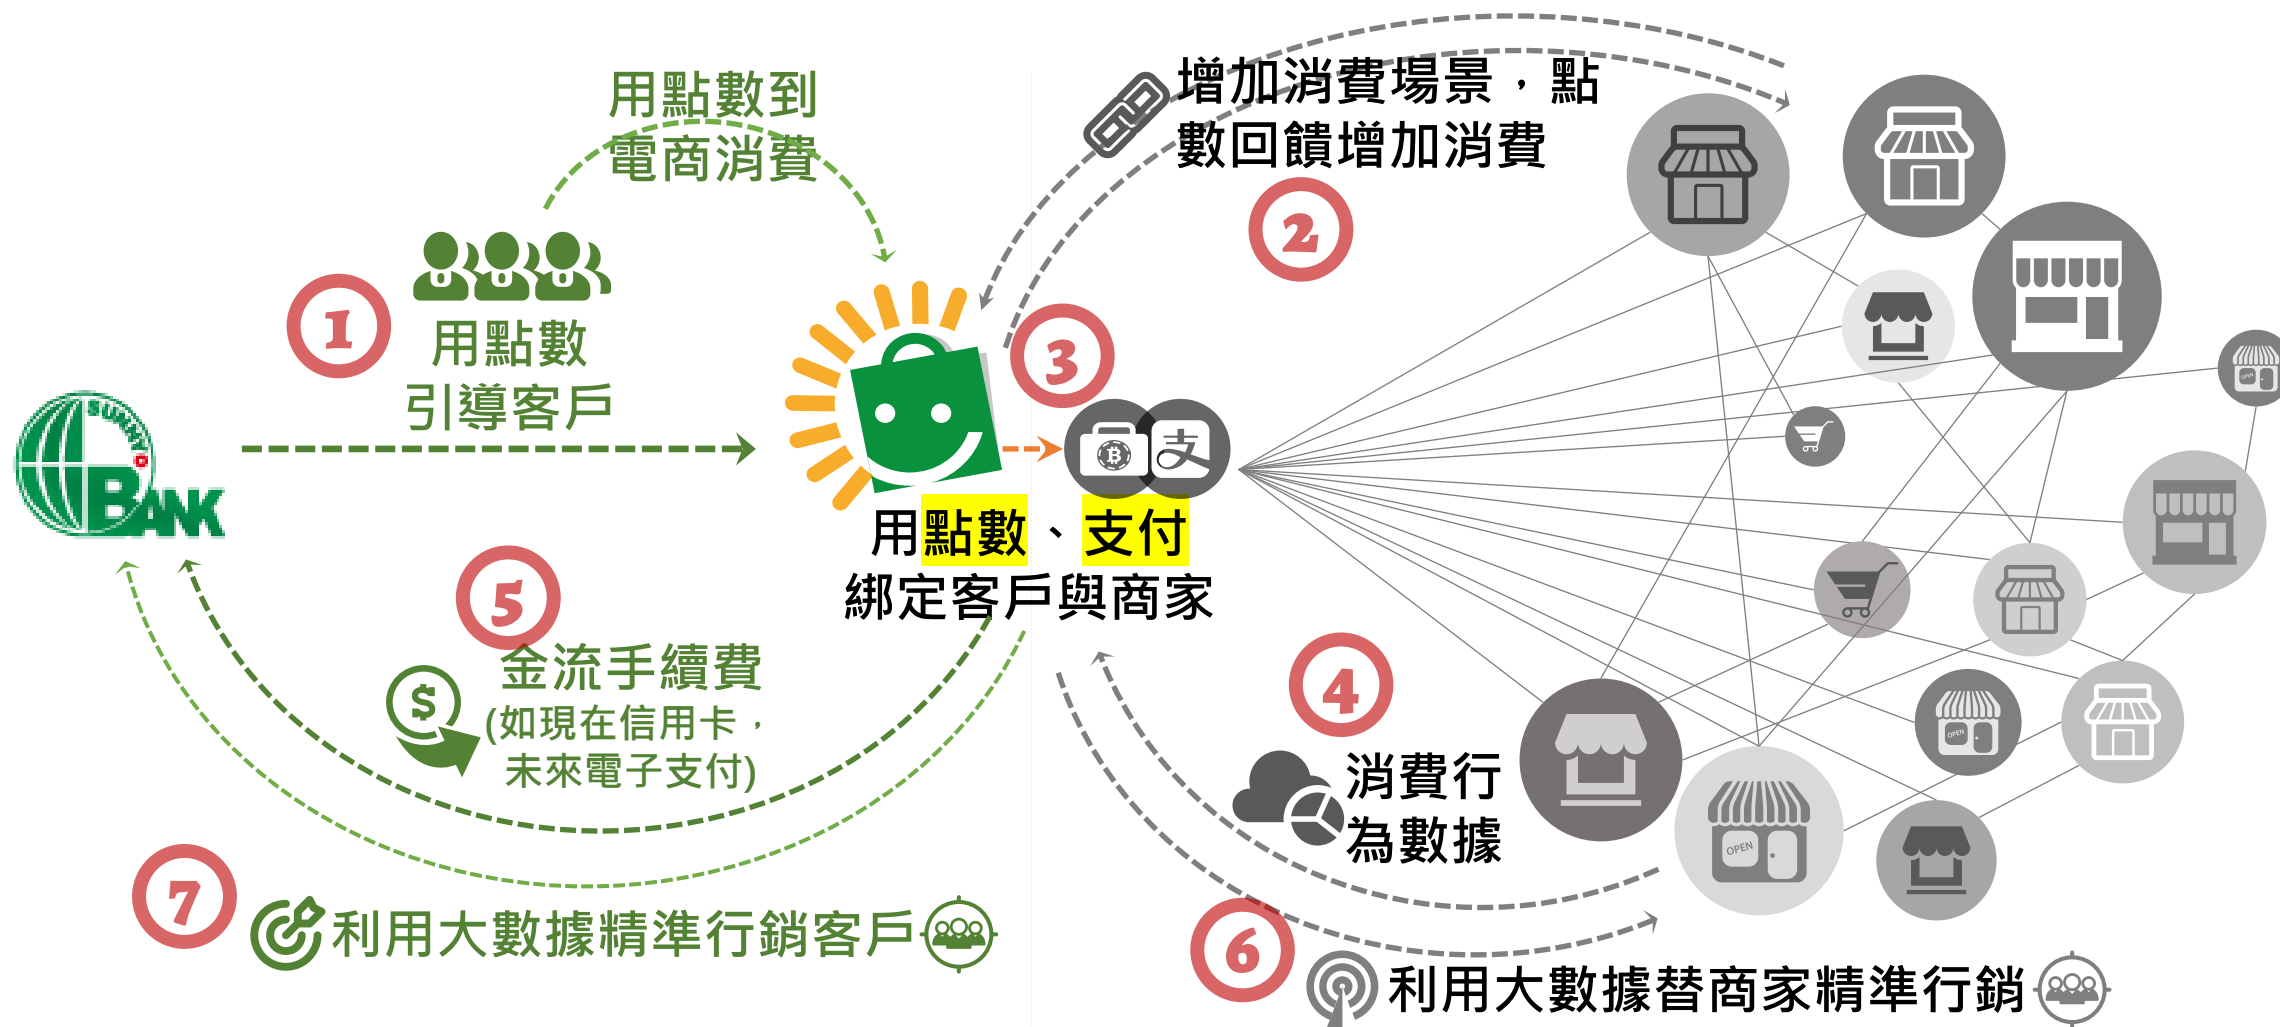 用點數到
電商消費
增加消費場景，點
數回饋增加消費
2
1
用點數
引導客戶
3
SUNNY
BANK
支
用點數、支付
綁定客戶與商家
5
金流手續費
(如現在信用卡，
未來電子支付)
4
消費行
為數據
OPEN
OPEN
OPEN
7
利用大數據精準行銷客戶
6
利用大數據替商家精準行銷